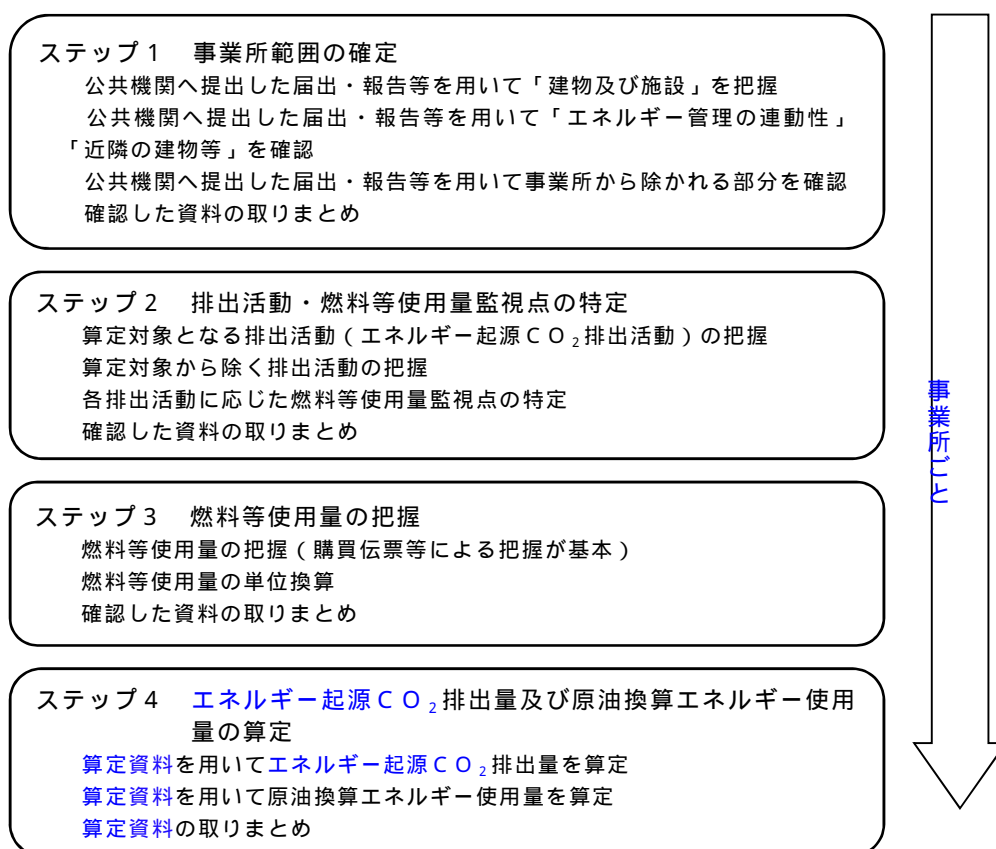 ステップ１　事業所範囲の確定
公共機関へ提出した届出・報告等を用いて「建物及び施設」を把握
公共機関へ提出した届出・報告等を用いて「エネルギー管理の連動性」
「近隣の建物等」を確認
公共機関へ提出した届出・報告等を用いて事業所から除かれる部分を確認
確認した資料の取りまとめ
ステップ２　排出活動・燃料等使用量監視点の特定
算定対象となる排出活動（エネルギー起源ＣＯ₂排出活動）の把握
算定対象から除く排出活動の把握
各排出活動に応じた燃料等使用量監視点の特定
確認した資料の取りまとめ
ステップ３　燃料等使用量の把握
燃料等使用量の把握（購買伝票等による把握が基本）
燃料等使用量の単位換算
確認した資料の取りまとめ
ステップ４　エネルギー起源ＣＯ₂排出量及び原油換算エネルギー使用
量の算定
算定資料を用いてエネルギー起源ＣＯ₂排出量を算定
算定資料を用いて原油換算エネルギー使用量を算定
算定資料の取りまとめ
事業所ごと